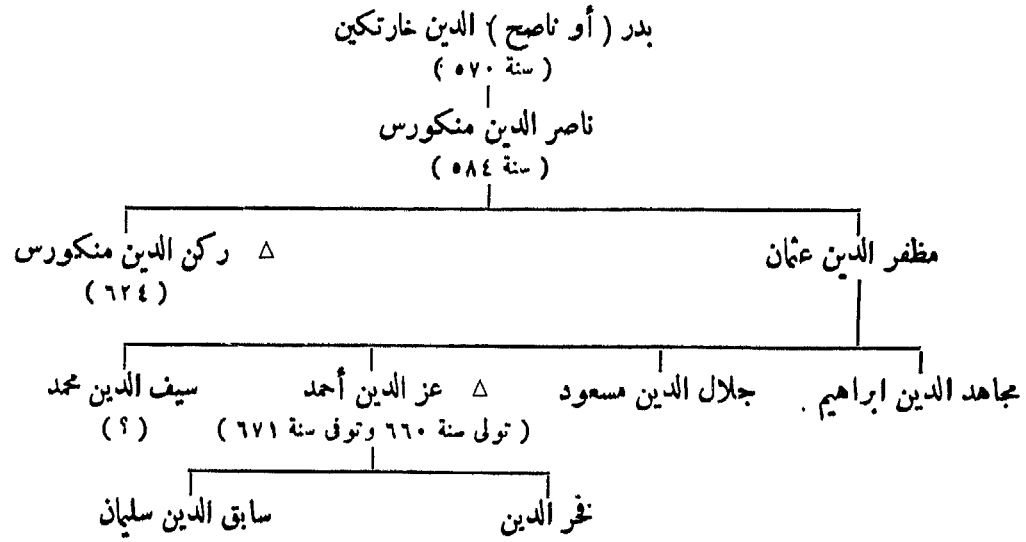 بدر ( أو ناصح ) الدين خارتكين
( سنة ٥٧٠ )
ناصر الدين منكورس
( سنة ٥٨٤ )
مظفر الدين عثمان
△ ركن الدين منكورس
( ٦٢٤ )
مجاهد الدين ابراهيم .
جلال الدين مسعود
△ عز الدين أحمد
سيف الدين محمد
( تولى سنة ٦٦٠ وتوفى سنة ٦٧١ )
( ؟ )
فخر الدين
سابق الدين سليمان